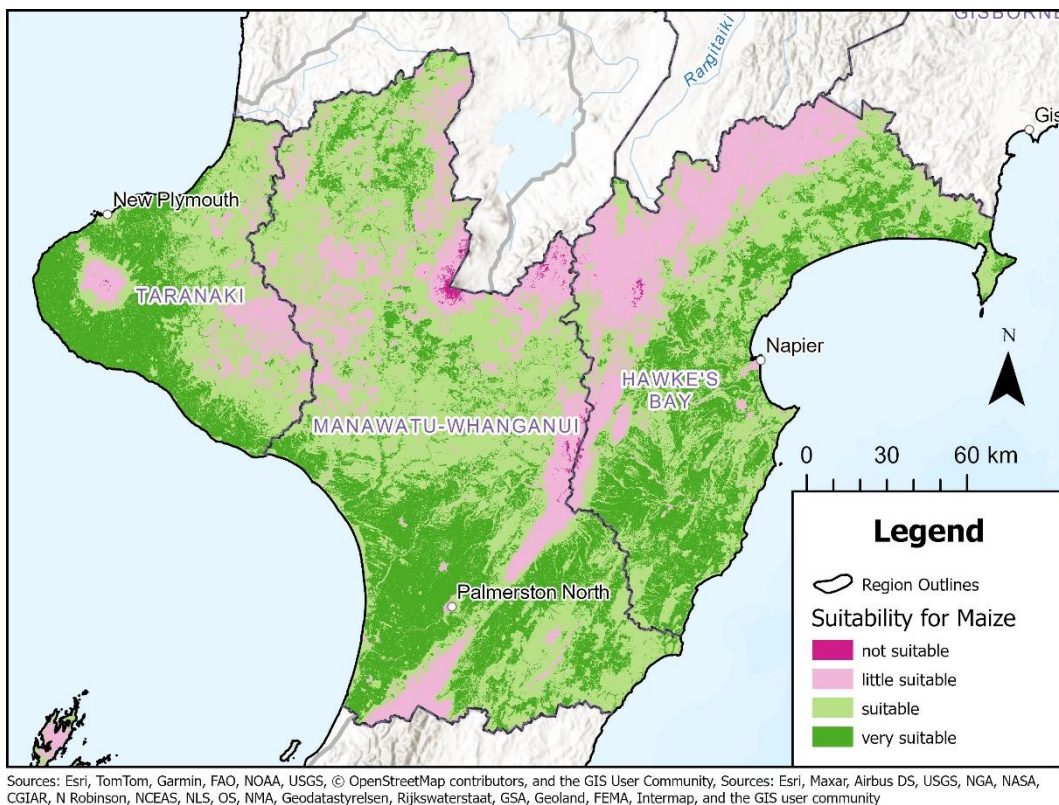 GISBORNE
Rangitaiki
Gis
New Plymouth
TARANAKI
N
Napier
HAWKE'S
BAY
MANAWATU-WHANGANUI
0 30 60 km
Palmerston North
Legend
Region Outlines
Suitability for Maize
not suitable
little suitable
suitable
very suitable
Sources: Esri, TomTom, Garmin, FAO, NOAA, USGS, © OpenStreetMap contributors, and the GIS User Community, Sources: Esri, Maxar, Airbus DS, USGS, NGA, NASA,
CGIAR, N Robinson, NCEAS, NLS, OS, NMA, Geodatastyrelsen, Rijkswaterstaat, GSA, Geoland, FEMA, Intermap, and the GIS user community